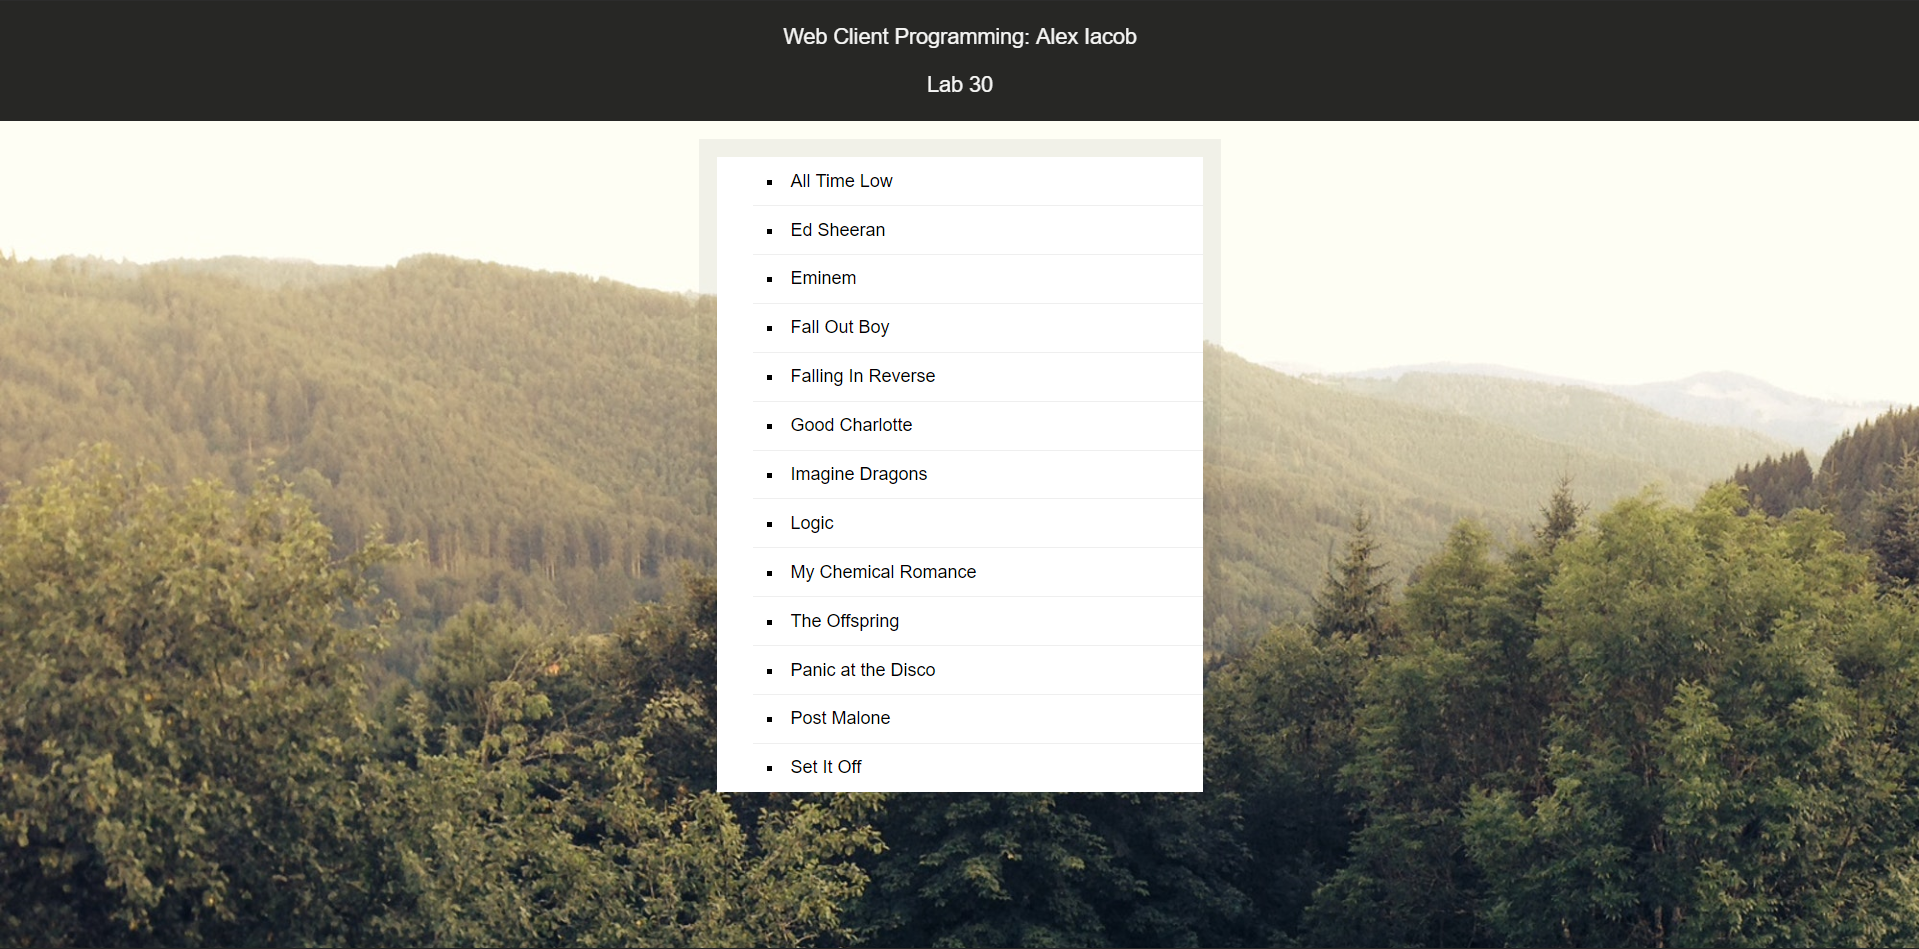 Web Client Programming: Alex Iacob
Lab 30
All Time Low
Ed Sheeran
Eminem
Fall Out Boy
Falling In Reverse
Good Charlotte
Imagine Dragons
Logic
My Chemical Romance
The Offspring
Panic at the Disco
Post Malone
Set It Off